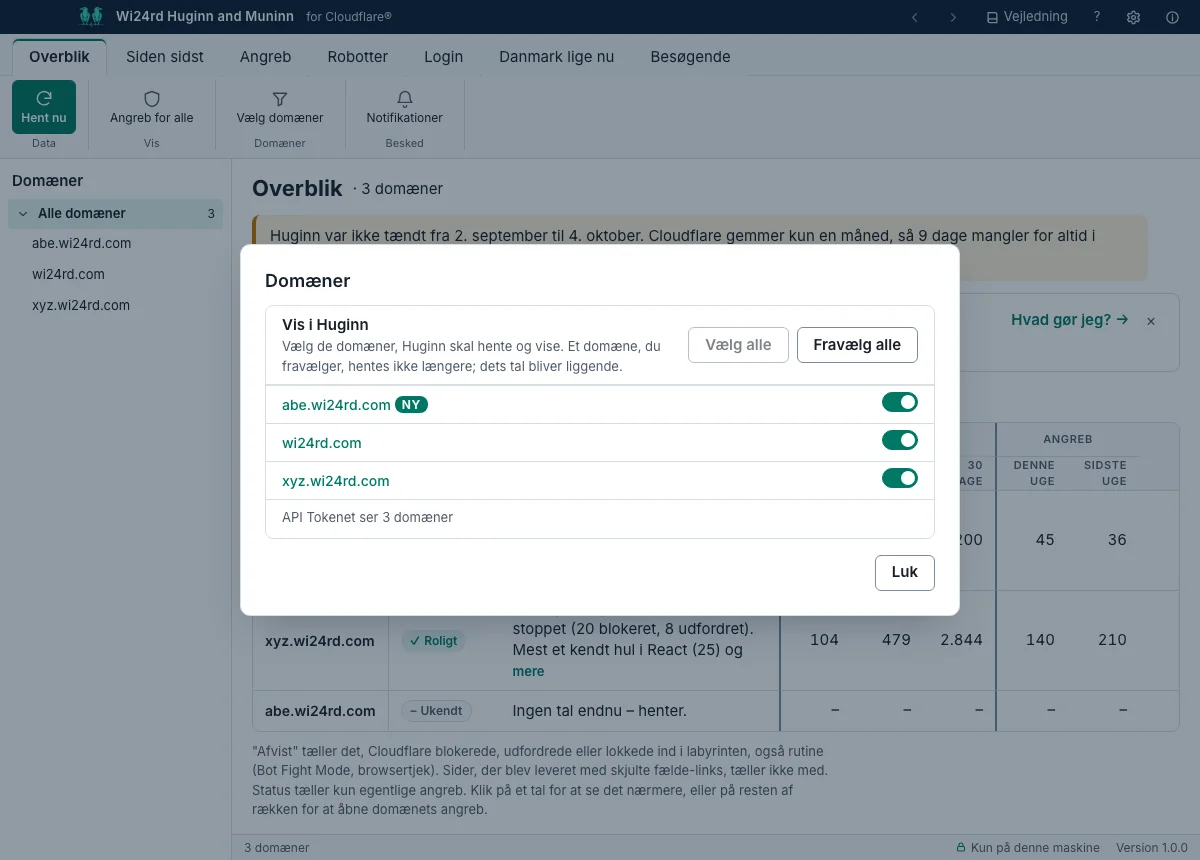 Wi24rd Huginn and Muninn for Cloudflare®
Vejledning ?
Overblik Siden sidst Angreb Robotter Login Danmark lige nu Besøgende
Hent nu Angreb for alle Vælg domæner Notifikationer
Data Vis Domæner Besked
Domæner
Alle domæner 3
abe.wi24rd.com
wi24rd.com
xyz.wi24rd.com
Overblik · 3 domæner
Huginn var ikke tændt fra 2. september til 4. oktober. Cloudflare gemmer kun en måned, så 9 dage mangler for altid i
Hvad gør jeg? → ×
Domæner
Vis i Huginn
Vælg de domæner, Huginn skal hente og vise. Et domæne, du
fravælger, hentes ikke længere; dets tal bliver liggende.
Vælg alle Fravælg alle
abe.wi24rd.com NY
wi24rd.com
xyz.wi24rd.com
API Tokenet ser 3 domæner
Luk
ANGREB
30 DENNE SIDSTE
UGE UGE
45 36
xyz.wi24rd.com ✓ Roligt
stoppet (20 blokeret, 8 udfordret).
Mest et kendt hul i React (25) og
mere
104 479 2.844 140 210
abe.wi24rd.com – Ukendt Ingen tal endnu – henter. – – – – –
"Afvist" tæller det, Cloudflare blokerede, udfordrede eller lokkede ind i labyrinten, også rutine
(Bot Fight Mode, browsertjek). Sider, der blev leveret med skjulte fælde-links, tæller ikke med.
Status tæller kun egentlige angreb. Klik på et tal for at se det nærmere, eller på resten af
rækken for at åbne domænets angreb.
3 domæner Kun på denne maskine Version 1.0.0